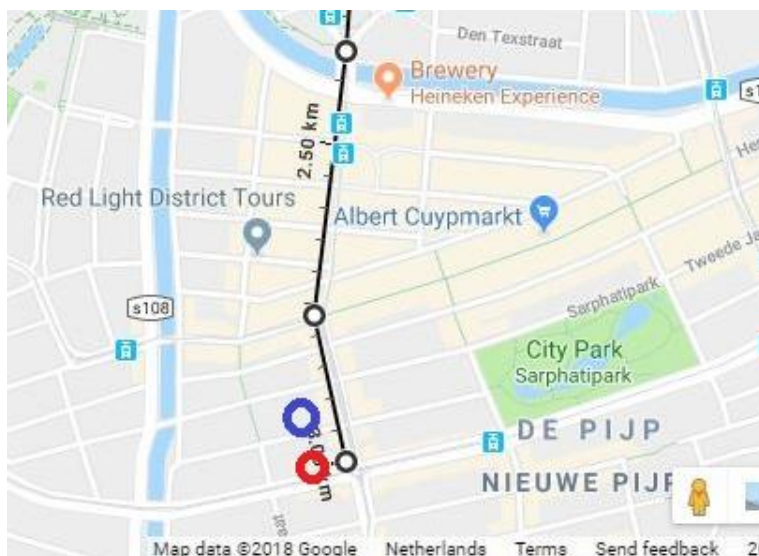 Den Texstraat
Brewery
Heineken Experience
2.50 km
Red Light District Tours
Albert Cuypmarkt
s108
Sarphatipark
City Park
Sarphatipark
DE PIJP
NIEUWE PIJP
Map data ©2018 Google Netherlands Terms Send feedback